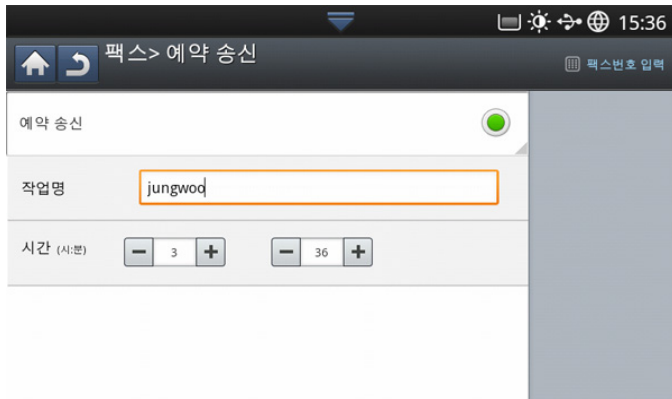 15:36
팩스> 예약 송신
팩스번호 입력
예약 송신
작업명 jungwoo
시간 (시:분) 3 36